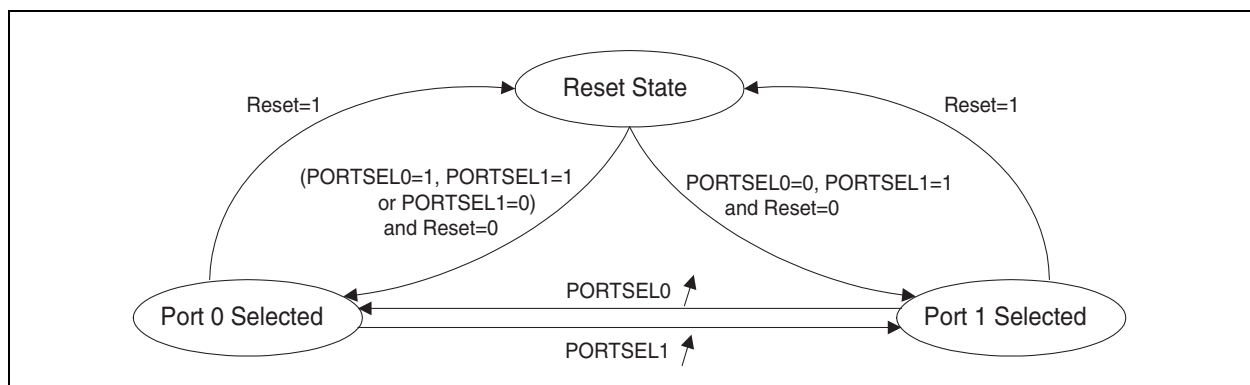 Reset State
Reset=1
Reset=1
(PORTSEL0=1, PORTSEL1=1
or PORTSEL1=0)
and Reset=0
PORTSEL0=0, PORTSEL1=1
and Reset=0
PORTSEL0
Port 0 Selected
Port 1 Selected
PORTSEL1